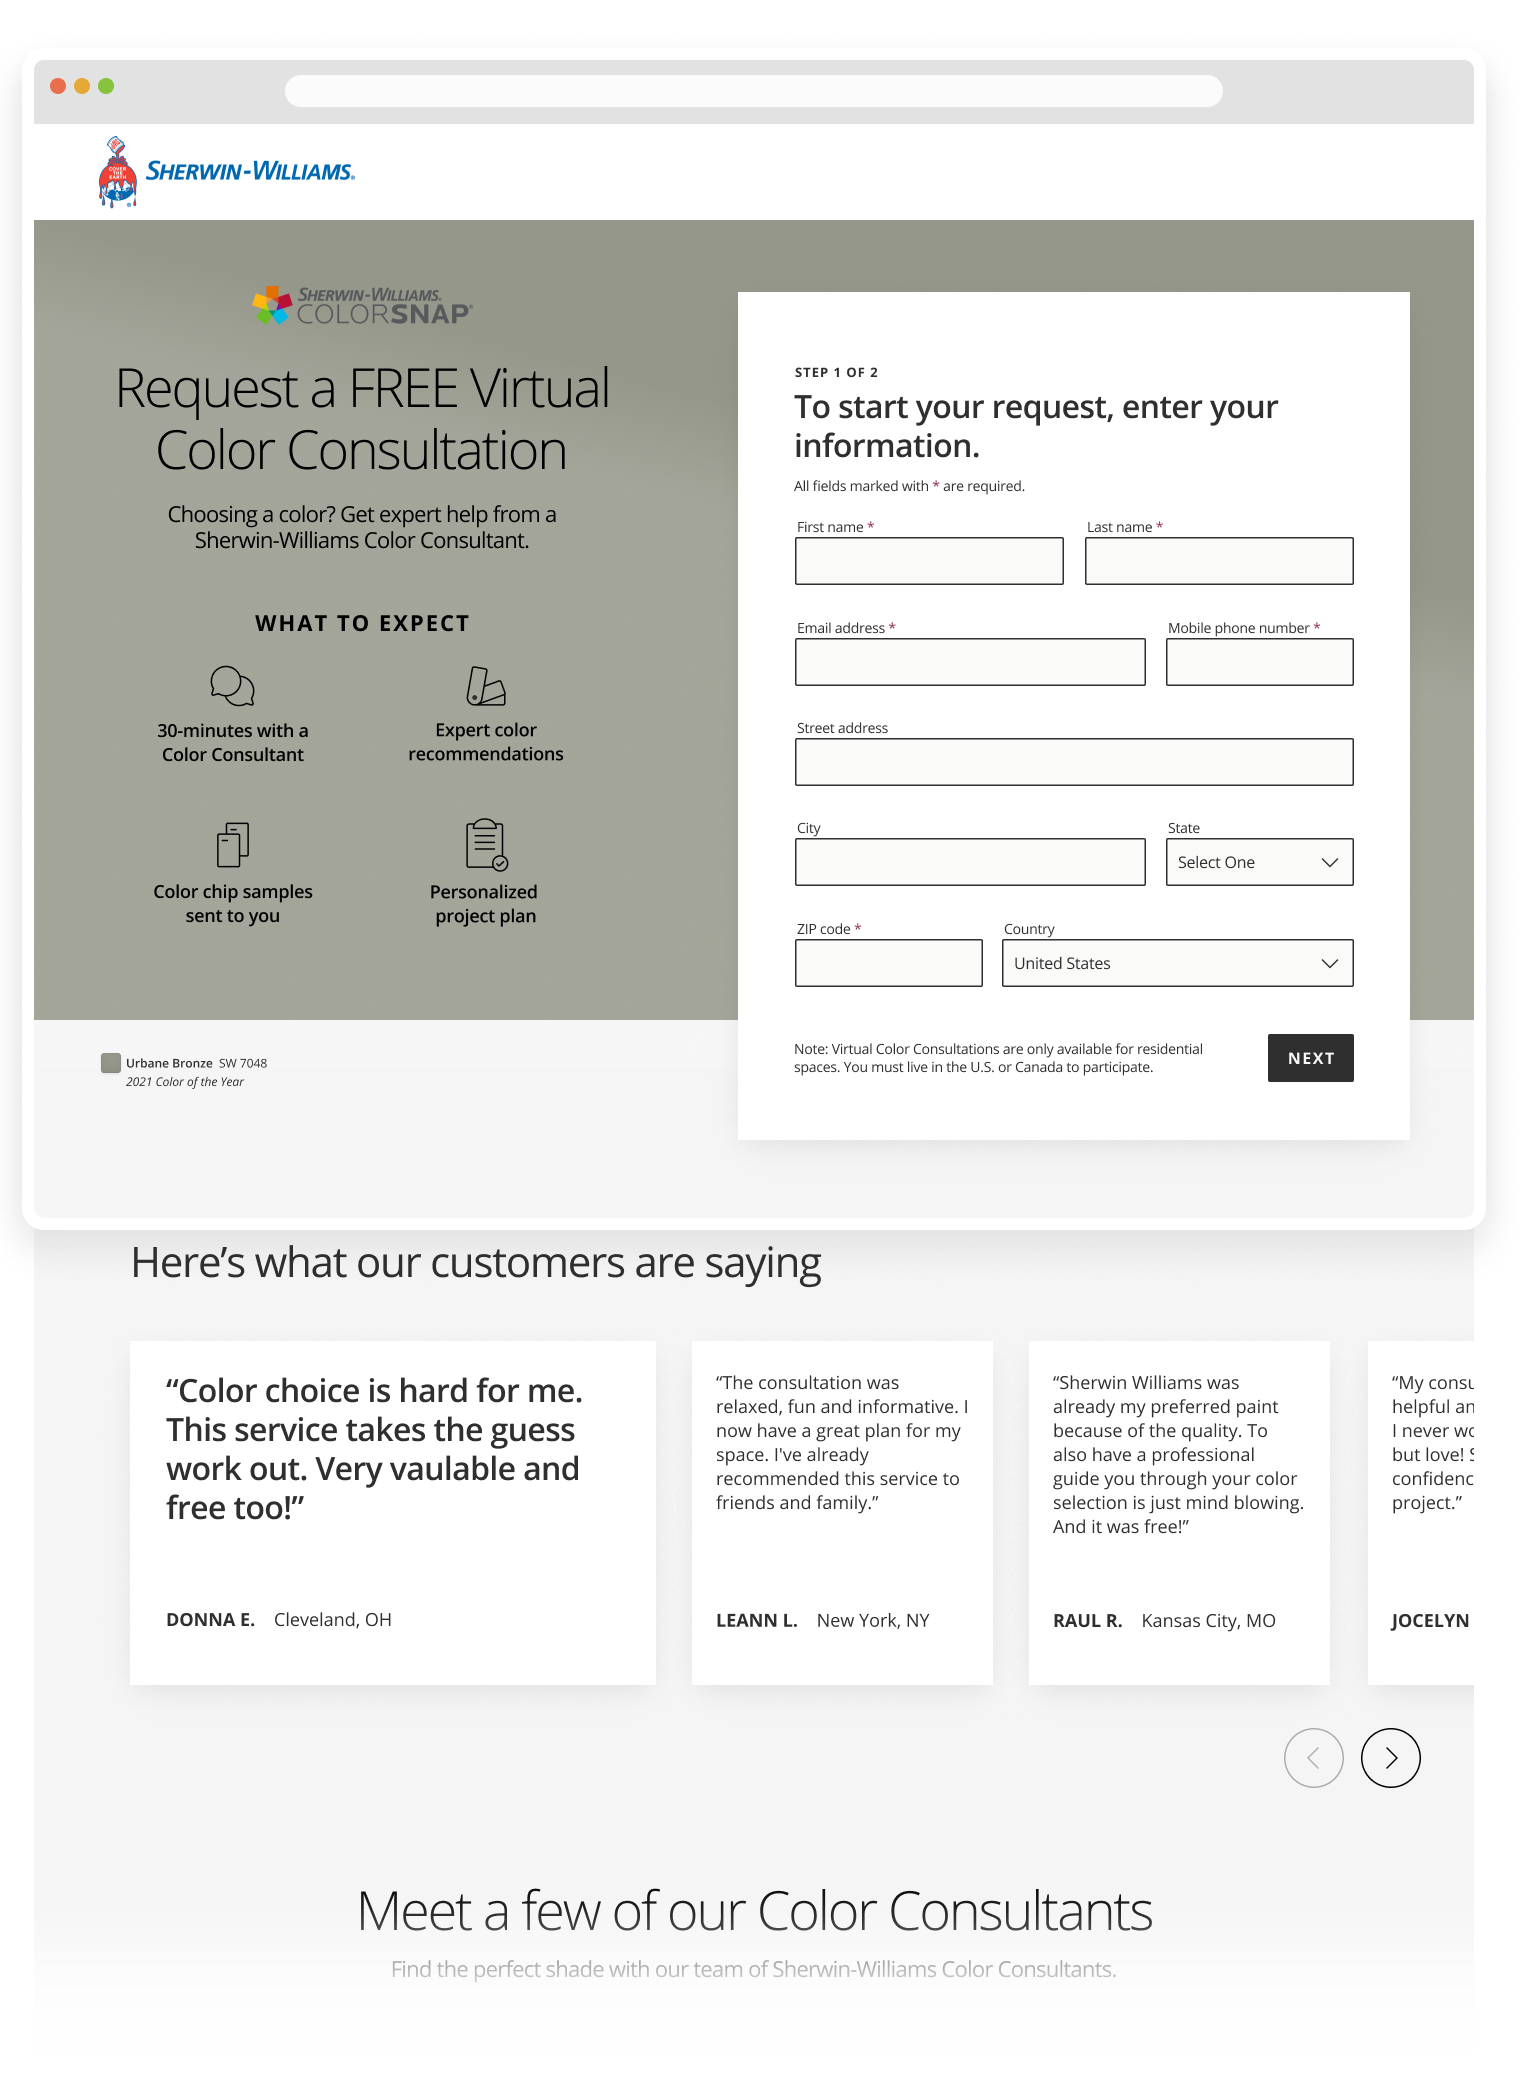 COVER
THE
EARTH
SHERWIN-WILLIAMS®
SHERWIN-WILLIAMS.
COLORSNAP®
Request a FREE Virtual
Color Consultation
Choosing a color? Get expert help from a
Sherwin-Williams Color Consultant.
WHAT TO EXPECT
30-minutes with a
Color Consultant
Expert color
recommendations
Color chip samples
sent to you
Personalized
project plan
Urbane Bronze SW 7048
2021 Color of the Year
STEP 1 OF 2
To start your request, enter your
information.
All fields marked with * are required.
First name *
Last name *
Email address *
Mobile phone number *
Street address
City
State
Select One
ZIP code *
Country
United States
Note: Virtual Color Consultations are only available for residential
spaces. You must live in the U.S. or Canada to participate.
NEXT
Here’s what our customers are saying
“Color choice is hard for me.
This service takes the guess
work out. Very vaulable and
free too!”
DONNA E. Cleveland, OH
“The consultation was
relaxed, fun and informative. I
now have a great plan for my
space. I've already
recommended this service to
friends and family.”
LEANN L. New York, NY
“Sherwin Williams was
already my preferred paint
because of the quality. To
also have a professional
guide you through your color
selection is just mind blowing.
And it was free!”
RAUL R. Kansas City, MO
“My consu
helpful an
I never wo
but love! S
confidenc
project.”
JOCELYN
Meet a few of our Color Consultants
Find the perfect shade with our team of Sherwin-Williams Color Consultants.